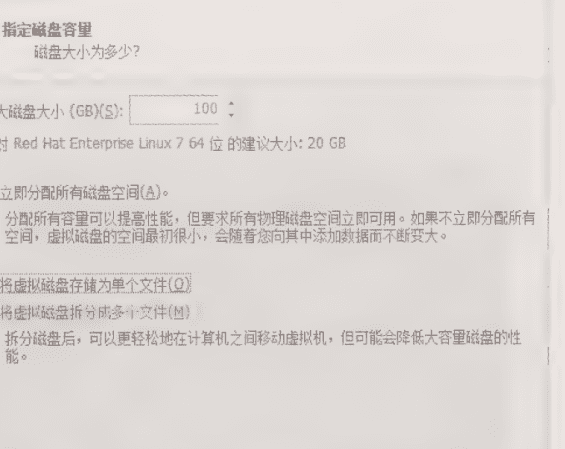 指定磁盘容量
磁盘大小为多少?
大磁盘大小 (GB)(S):
100
对 Red Hat Enterprise Linux 7 64 位 的建议大小: 20 GB
立即分配所有磁盘空间(A)。
分配所有容量可以提高性能，但要求所有物理磁盘空间立即可用。如果不立即分配所有
空间，虚拟磁盘的空间最初很小，会随着您向其中添加数据而不断变大。
将虚拟磁盘存储为单个文件(O)
将虚拟磁盘拆分成多个文件(M)
拆分磁盘后，可以更轻松地在计算机之间移动虚拟机，但可能会降低大容量磁盘的性
能。